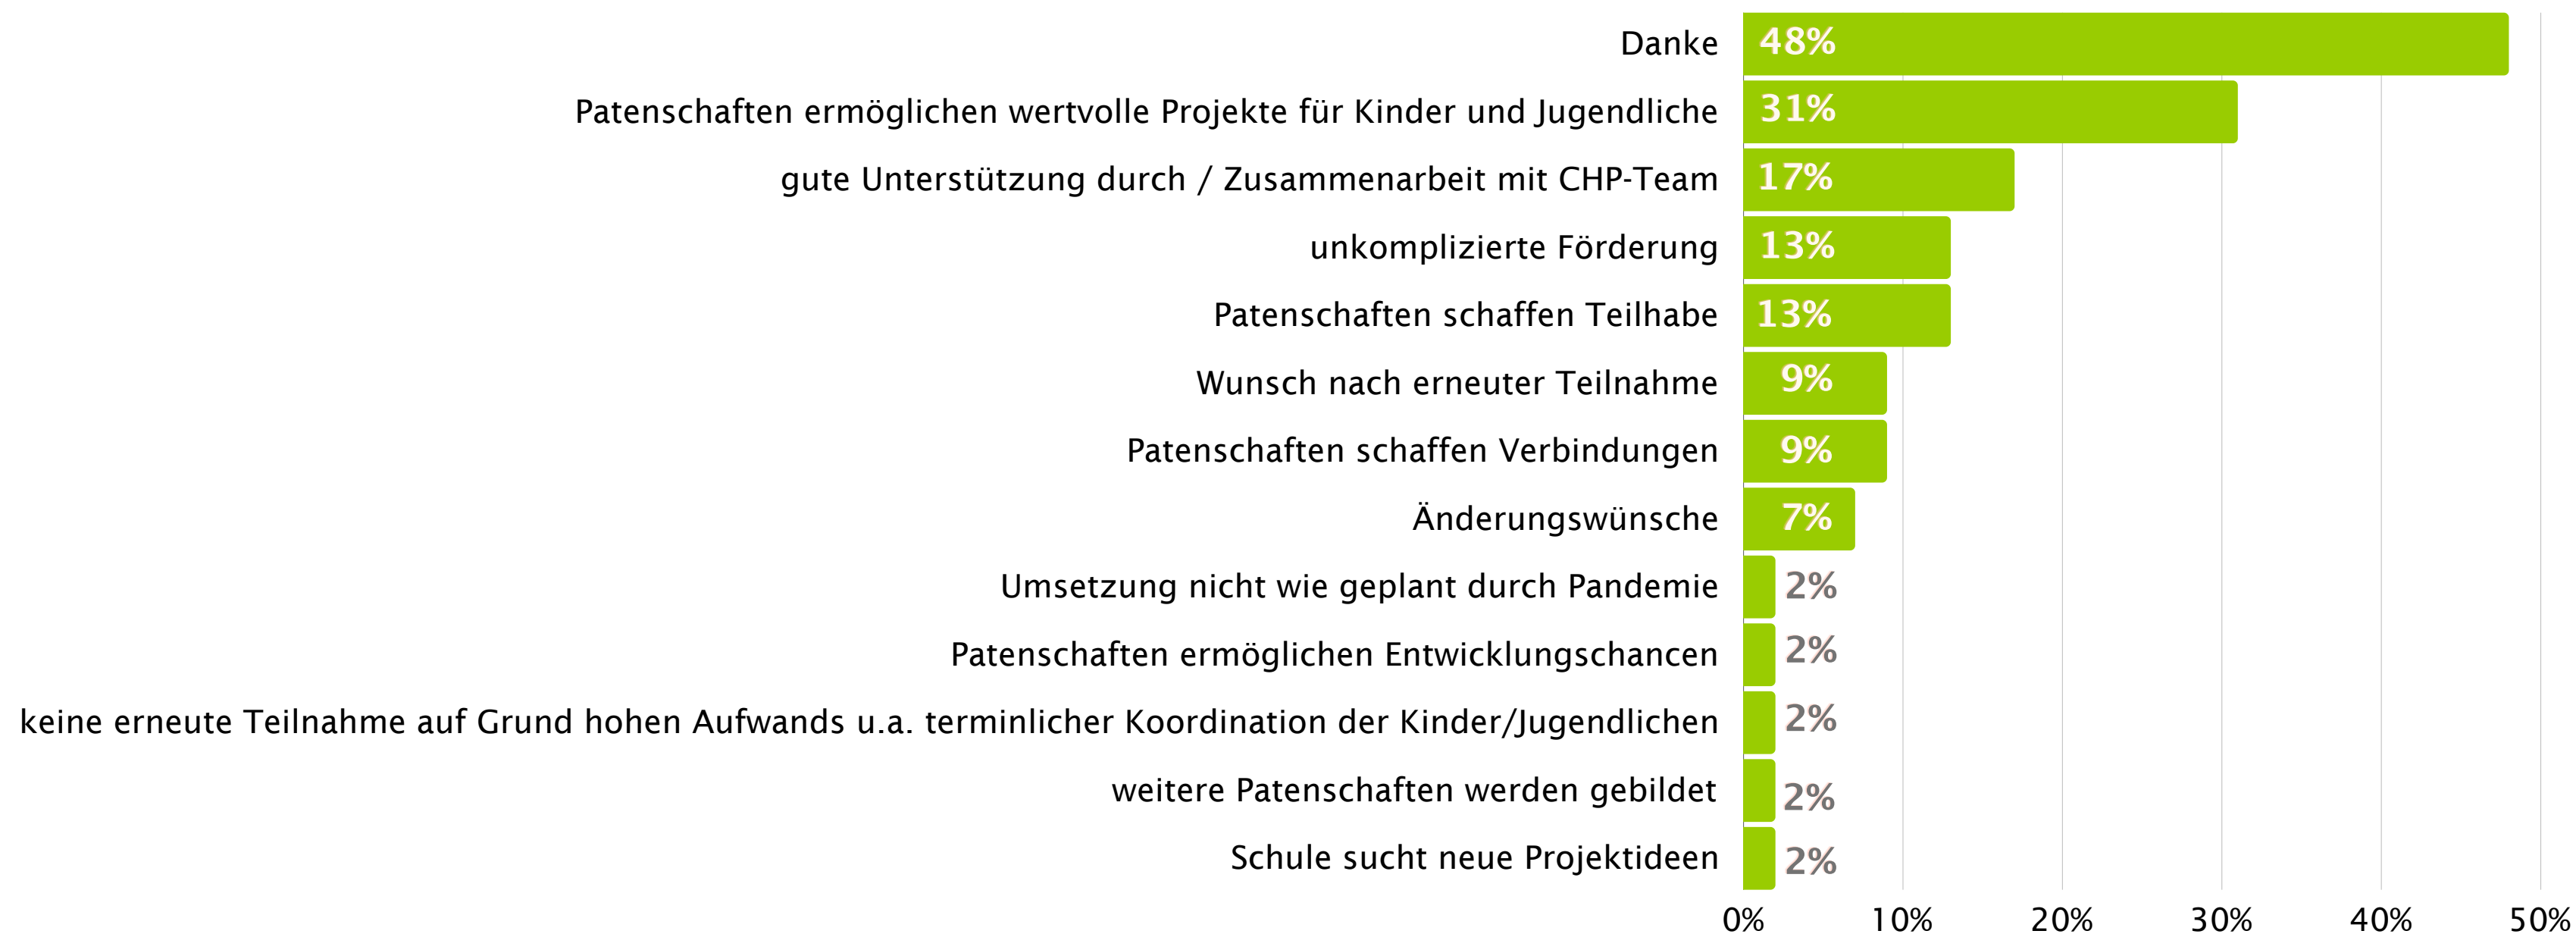 Danke 48%
Patenschaften ermöglichen wertvolle Projekte für Kinder und Jugendliche 31%
gute Unterstützung durch / Zusammenarbeit mit CHP-Team 17%
unkomplizierte Förderung 13%
Patenschaften schaffen Teilhabe 13%
Wunsch nach erneuter Teilnahme 9%
Patenschaften schaffen Verbindungen 9%
Änderungswünsche 7%
Umsetzung nicht wie geplant durch Pandemie 2%
Patenschaften ermöglichen Entwicklungschancen 2%
keine erneute Teilnahme auf Grund hohen Aufwands u.a. terminlicher Koordination der Kinder/Jugendlichen 2%
weitere Patenschaften werden gebildet 2%
Schule sucht neue Projektideen 2%
0% 10% 20% 30% 40% 50%